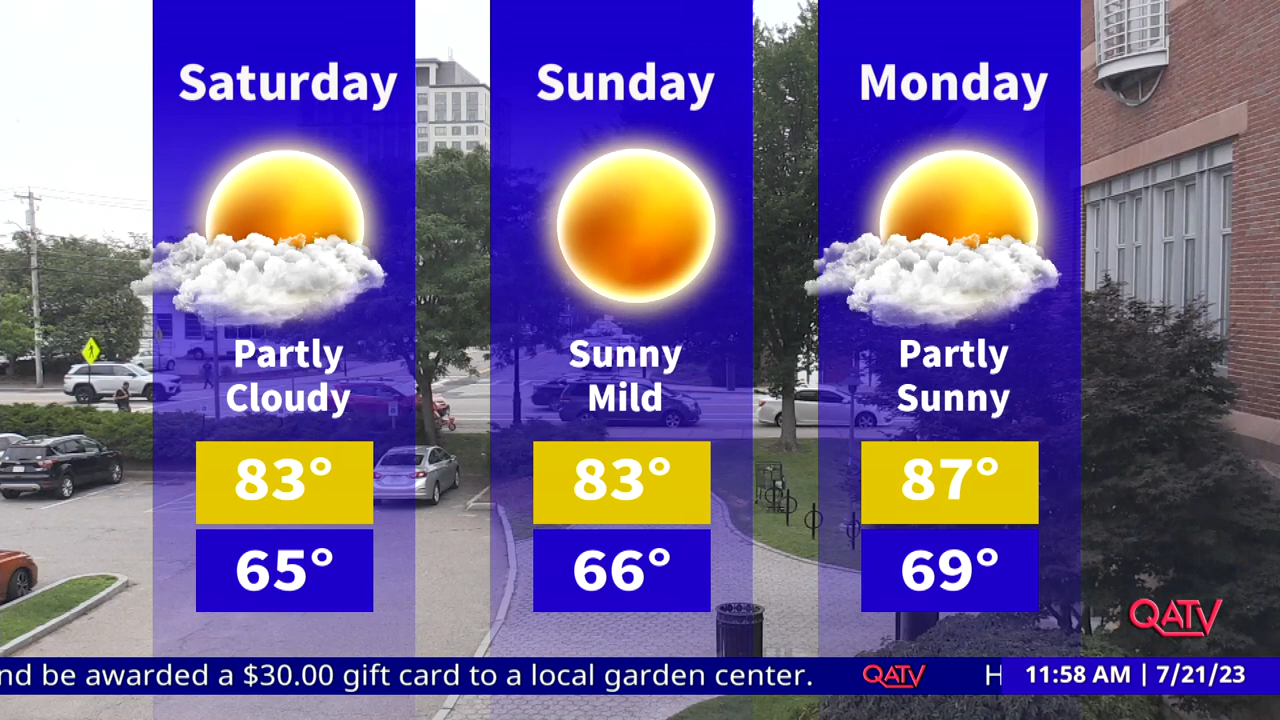 Saturday
Partly
Cloudy
83°
65°
Sunday
Sunny
Mild
83°
66°
Monday
Partly
Sunny
87°
69°
QATV
nd be awarded a $30.00 gift card to a local garden center. QATV H 11:58 AM | 7/21/23